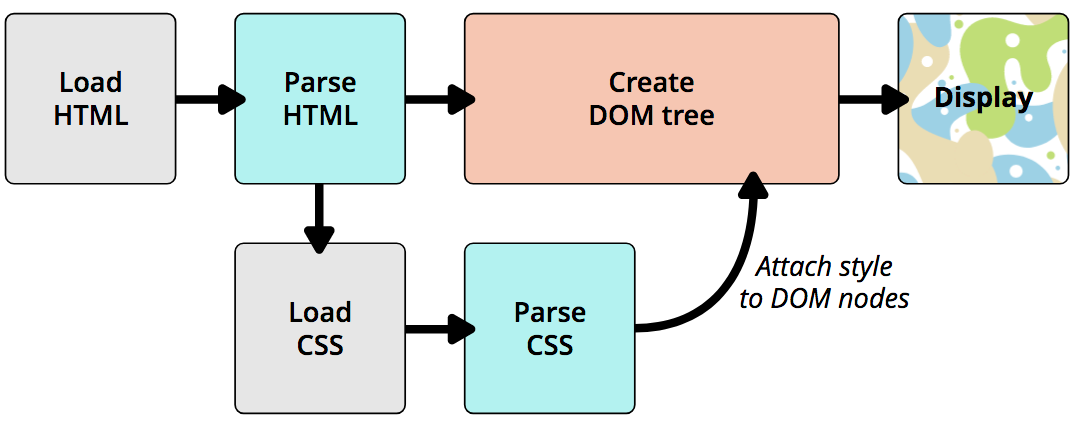 Load
HTML
Parse
HTML
Create
DOM tree
Display
Load
CSS
Parse
CSS
Attach style
to DOM nodes